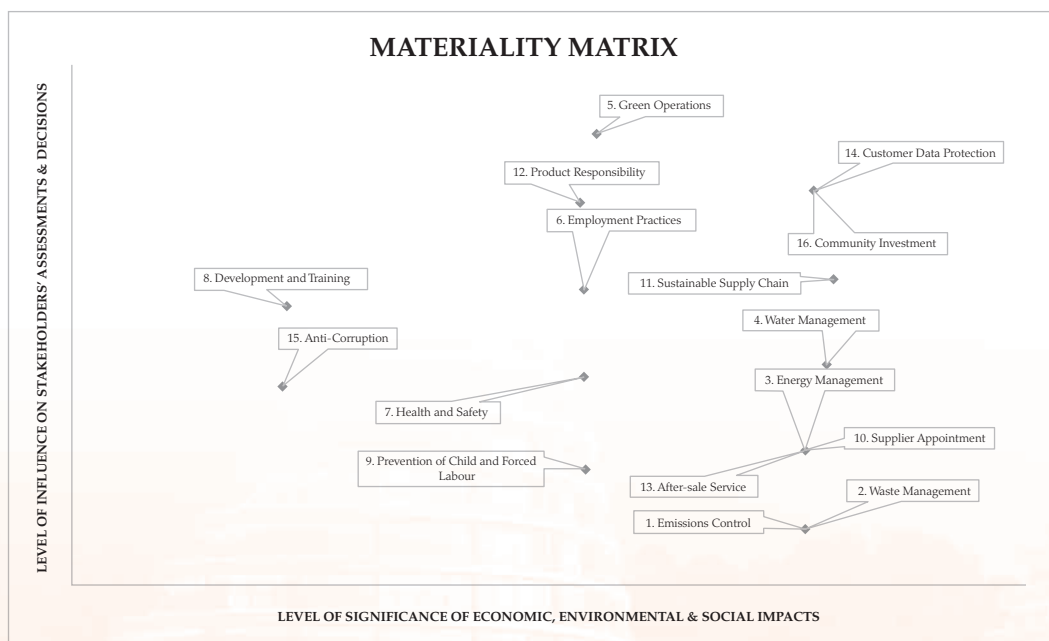 MATERIALITY MATRIX
LEVEL OF INFLUENCE ON STAKEHOLDERS' ASSESSMENTS & DECISIONS
5. Green Operations
14. Customer Data Protection
12. Product Responsibility
6. Employment Practices
16. Community Investment
8. Development and Training
11. Sustainable Supply Chain
4. Water Management
15. Anti-Corruption
3. Energy Management
7. Health and Safety
10. Supplier Appointment
9. Prevention of Child and Forced
Labour
13. After-sale Service
2. Waste Management
1. Emissions Control
LEVEL OF SIGNIFICANCE OF ECONOMIC, ENVIRONMENTAL & SOCIAL IMPACTS